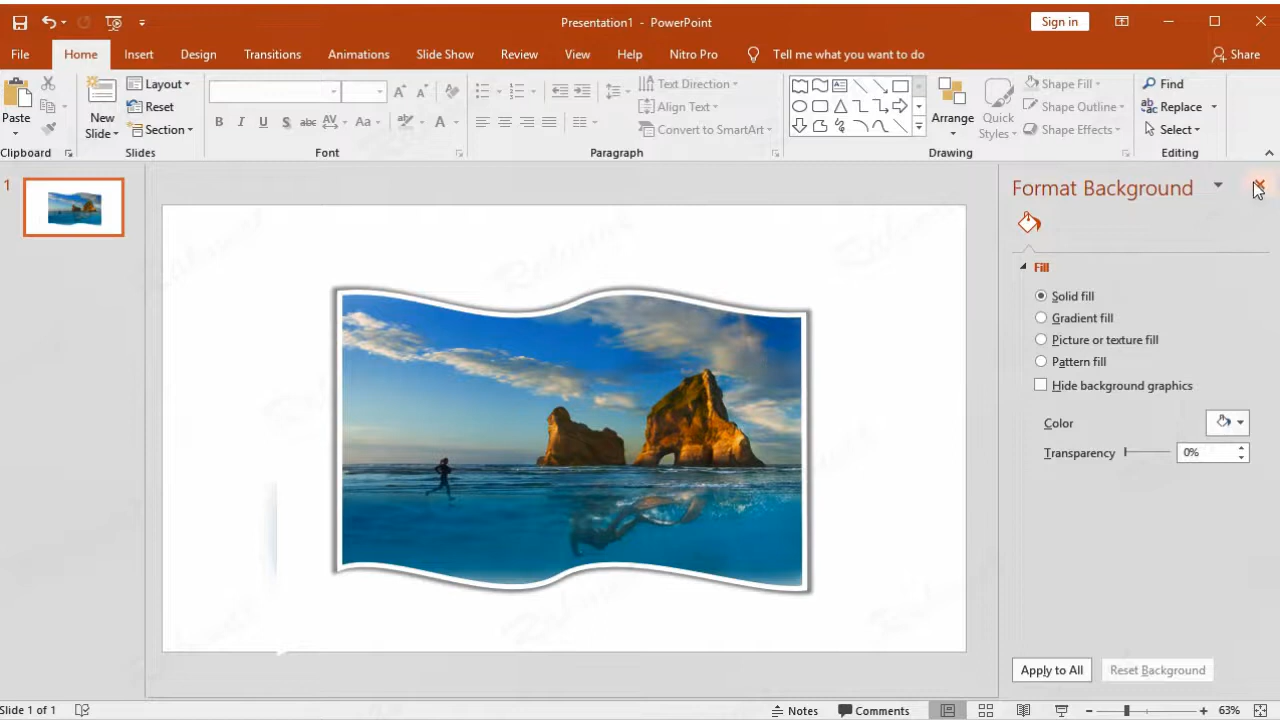 Presentation1 - PowerPoint
Sign in
File Home Insert Design Transitions Animations Slide Show Review View Help Nitro Pro Tell me what you want to do Share
Paste
Clipboard
New Slide
Layout
Reset
Section
Slides
B I U S abc AV Aa A
Font
Text Direction
Align Text
Convert to SmartArt
Paragraph
Arrange
Quick Styles
Shape Fill
Shape Outline
Shape Effects
Drawing
Find
Replace
Select
Editing
1
Format Background
Fill
Solid fill
Gradient fill
Picture or texture fill
Pattern fill
Hide background graphics
Color
Transparency 0%
Apply to All Reset Background
Slide 1 of 1 Notes Comments 63%